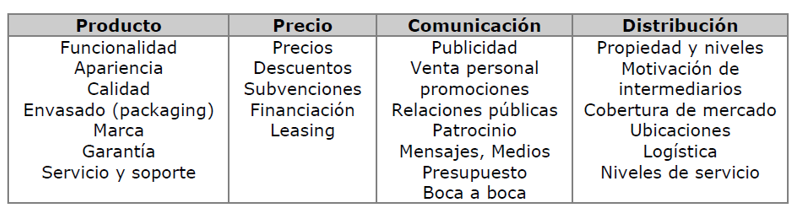 Producto
Funcionalidad
Apariencia
Calidad
Envasado (packaging)
Marca
Garantía
Servicio y soporte
Precio
Precios
Descuentos
Subvenciones
Financiación
Leasing
Comunicación
Publicidad
Venta personal
promociones
Relaciones públicas
Patrocinio
Mensajes, Medios
Presupuesto
Boca a boca
Distribución
Propiedad y niveles
Motivación de
intermediarios
Cobertura de mercado
Ubicaciones
Logística
Niveles de servicio